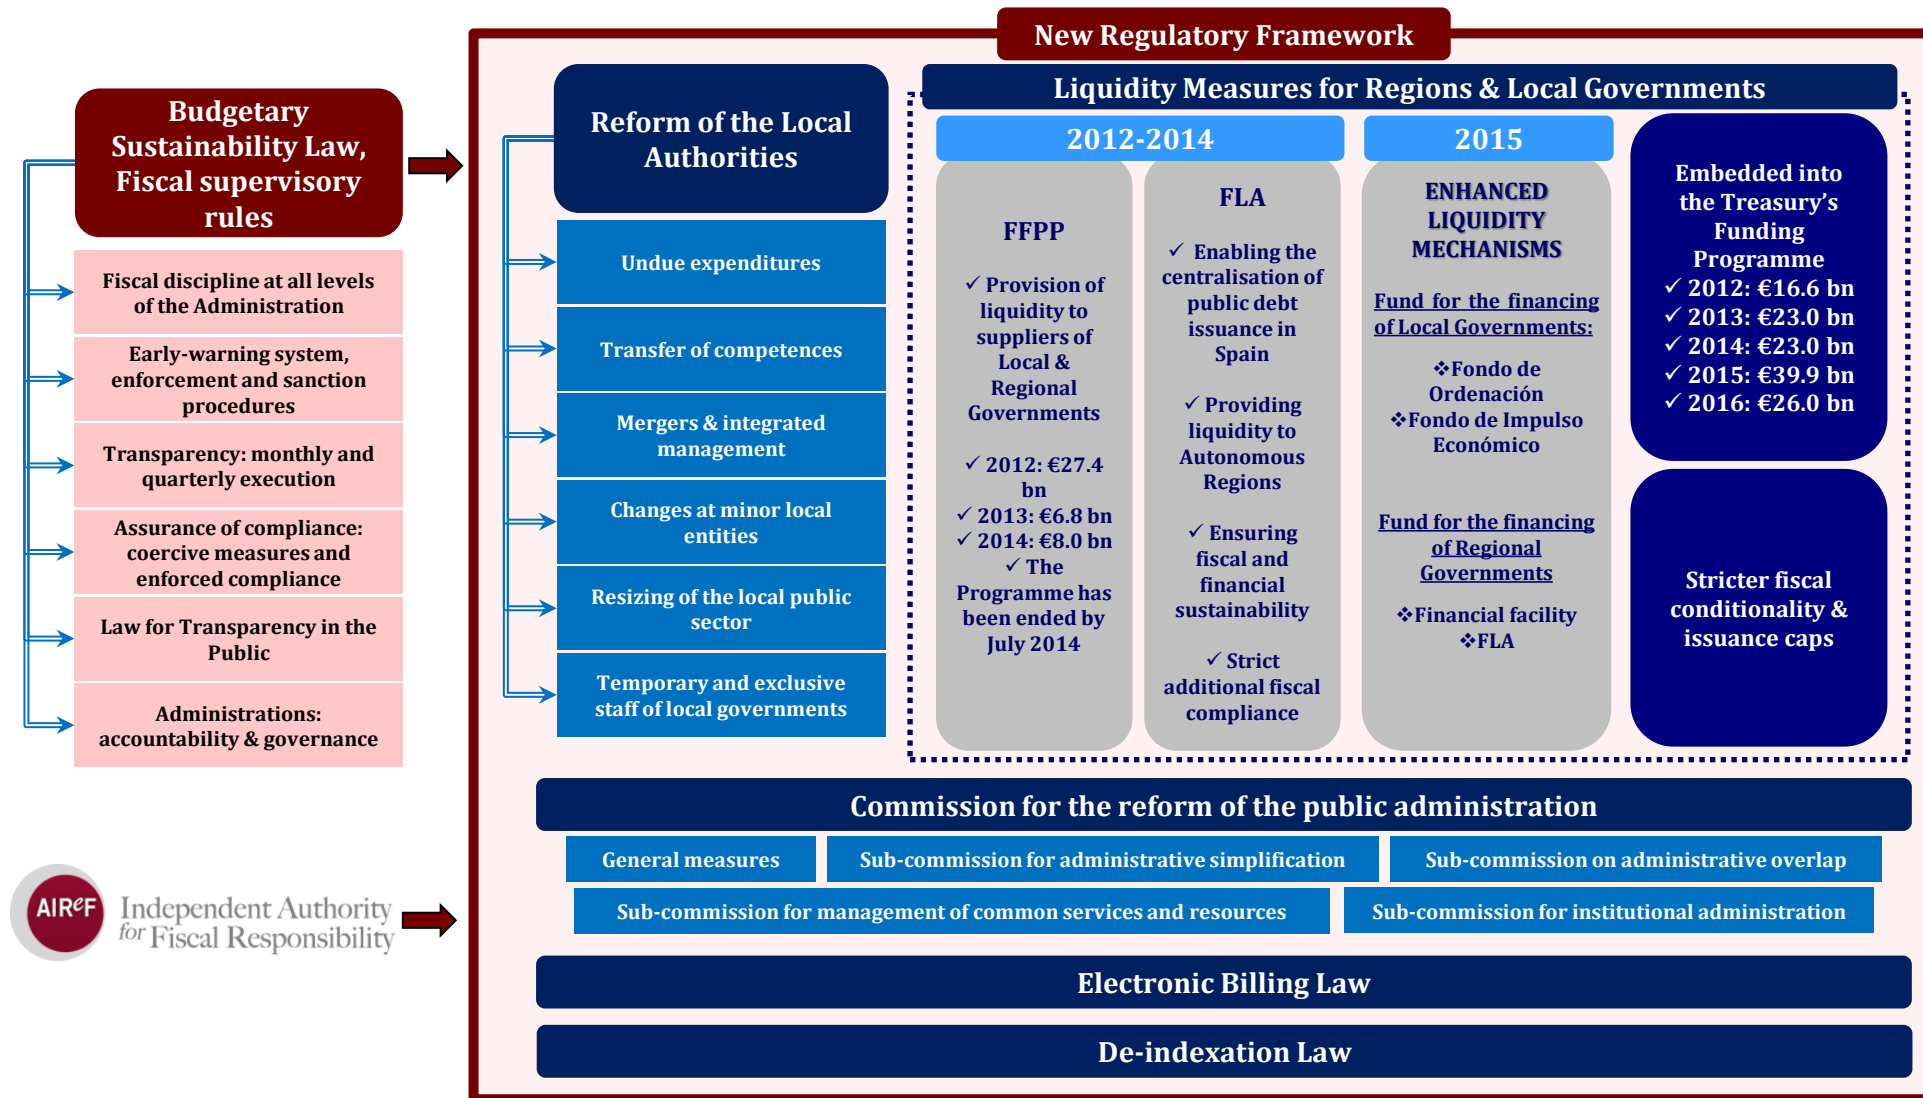 New Regulatory Framework
Budgetary
Sustainability Law,
Fiscal supervisory
rules
Fiscal discipline at all levels
of the Administration
Early-warning system,
enforcement and sanction
procedures
Transparency: monthly and
quarterly execution
Assurance of compliance:
coercive measures and
enforced compliance
Law for Transparency in the
Public
Administrations:
accountability & governance
AIReF
Independent Authority
for Fiscal Responsibility
Reform of the Local
Authorities
Undue expenditures
Transfer of competences
Mergers & integrated
management
Changes at minor local
entities
Resizing of the local public
sector
Temporary and exclusive
staff of local governments
Liquidity Measures for Regions & Local Governments
2012-2014
FFPP
✓ Provision of
liquidity to
suppliers of
Local &
Regional
Governments
✓ 2012: €27.4
bn
✓ 2013: €6.8 bn
✓ 2014: €8.0 bn
✓ The
Programme has
been ended by
July 2014
FLA
✓ Enabling the
centralisation of
public debt
issuance in
Spain
✓ Providing
liquidity to
Autonomous
Regions
✓ Ensuring
fiscal and
financial
sustainability
✓ Strict
additional fiscal
compliance
2015
ENHANCED
LIQUIDITY
MECHANISMS
Fund for the financing
of Local Governments:
❖Fondo de
Ordenación
❖Fondo de Impulso
Económico
Fund for the financing
of Regional
Governments
❖Financial facility
❖FLA
Embedded into
the Treasury’s
Funding
Programme
✓ 2012: €16.6 bn
✓ 2013: €23.0 bn
✓ 2014: €23.0 bn
✓ 2015: €39.9 bn
✓ 2016: €26.0 bn
Stricter fiscal
conditionality &
issuance caps
Commission for the reform of the public administration
General measures
Sub-commission for administrative simplification
Sub-commission on administrative overlap
Sub-commission for management of common services and resources
Sub-commission for institutional administration
Electronic Billing Law
De-indexation Law